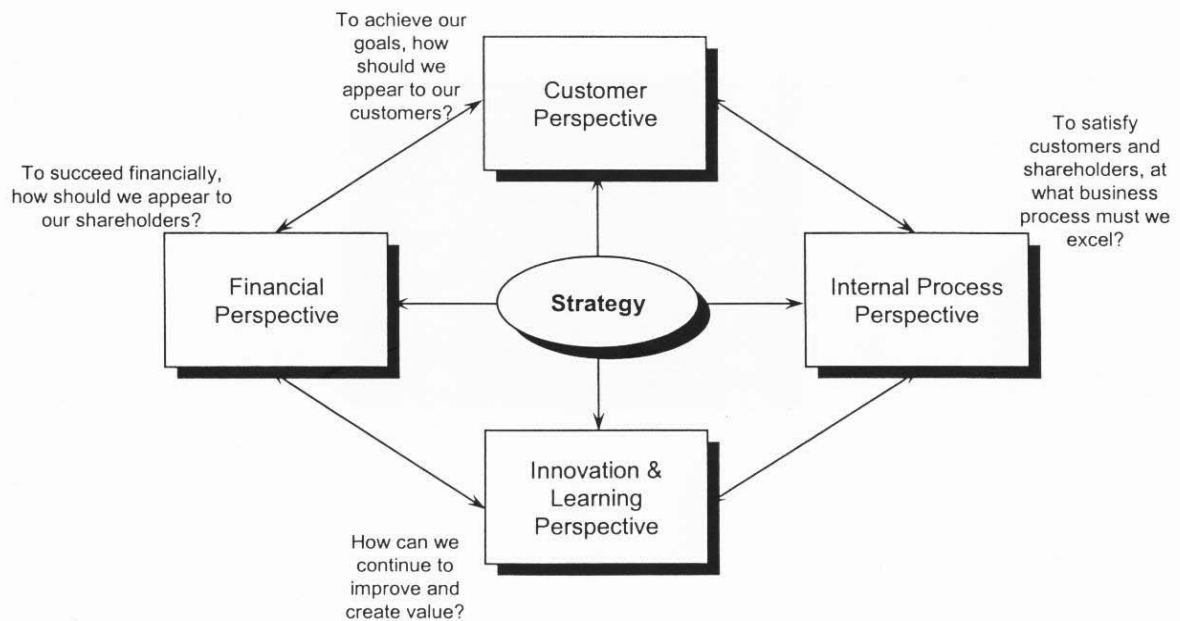 To achieve our
goals, how
should we
appear to our
customers?
Customer
Perspective
To satisfy
customers and
shareholders, at
what business
process must we
excel?
To succeed financially,
how should we appear to
our shareholders?
Financial
Perspective
Strategy
Internal Process
Perspective
Innovation &
Learning
Perspective
How can we
continue to
improve and
create value?